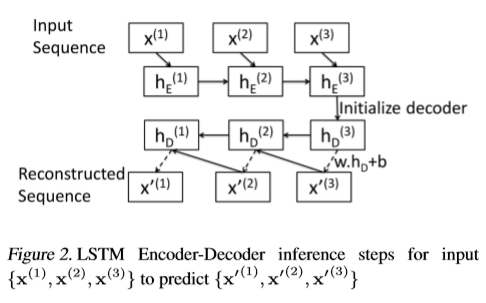 Input
Sequence
x(1) x(2) x(3)
hE(1) hE(2) hE(3)
Initialize decoder
hD(1) hD(2) hD(3)
w.hD+b
Reconstructed
Sequence
x′(1) x′(2) x′(3)
Figure 2. LSTM Encoder-Decoder inference steps for input
{x(1), x(2), x(3)} to predict {x′(1), x′(2), x′(3)}